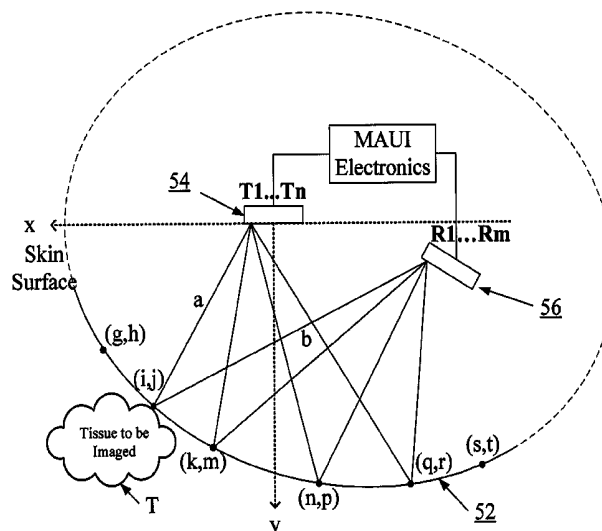 MAUI
Electronics
54
T1...Tn
x
Skin
Surface
R1...Rm
56
a
b
(g,h)
(i,j)
Tissue to be
Imaged
(k,m)
(s,t)
(n,p)
(q,r)
T
52
y